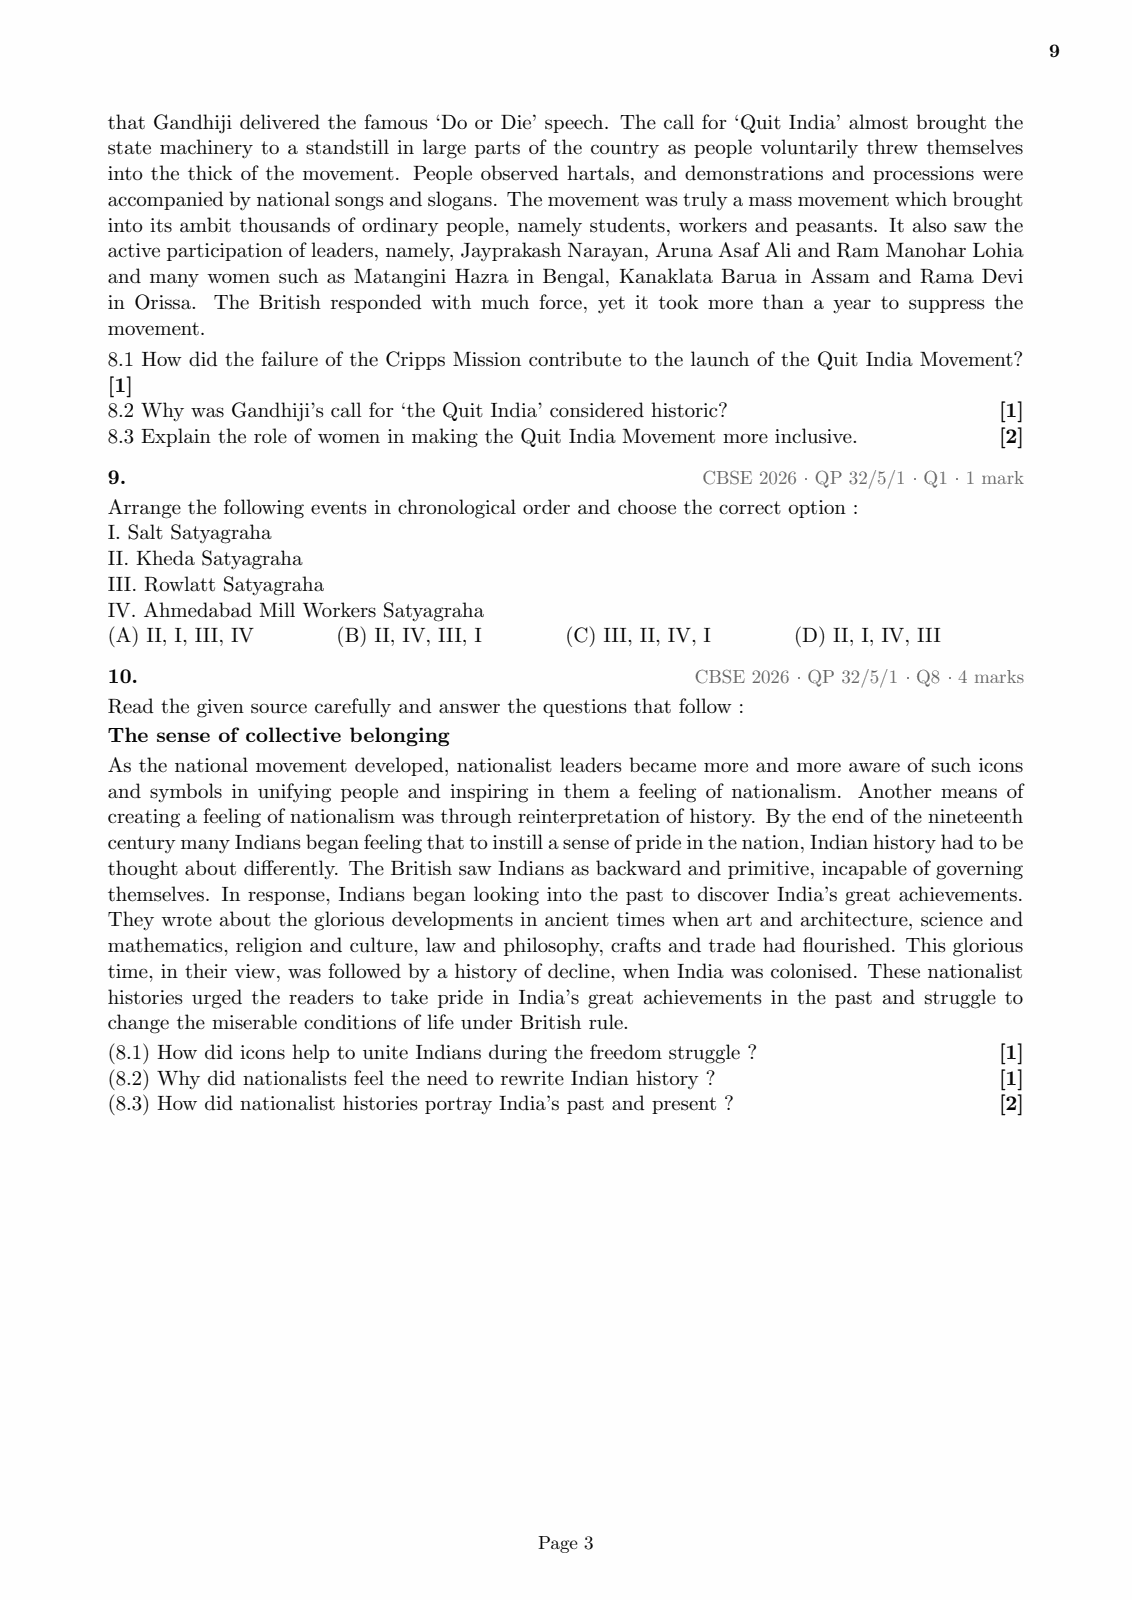 9
that Gandhiji delivered the famous ‘Do or Die’ speech. The call for ‘Quit India’ almost brought the
state machinery to a standstill in large parts of the country as people voluntarily threw themselves
into the thick of the movement. People observed hartals, and demonstrations and processions were
accompanied by national songs and slogans. The movement was truly a mass movement which brought
into its ambit thousands of ordinary people, namely students, workers and peasants. It also saw the
active participation of leaders, namely, Jayprakash Narayan, Aruna Asaf Ali and Ram Manohar Lohia
and many women such as Matangini Hazra in Bengal, Kanaklata Barua in Assam and Rama Devi
in Orissa. The British responded with much force, yet it took more than a year to suppress the
movement.
8.1 How did the failure of the Cripps Mission contribute to the launch of the Quit India Movement?
[1]
8.2 Why was Gandhiji’s call for ‘the Quit India’ considered historic? [1]
8.3 Explain the role of women in making the Quit India Movement more inclusive. [2]
9. CBSE 2026 · QP 32/5/1 · Q1 · 1 mark
Arrange the following events in chronological order and choose the correct option :
I. Salt Satyagraha
II. Kheda Satyagraha
III. Rowlatt Satyagraha
IV. Ahmedabad Mill Workers Satyagraha
(A) II, I, III, IV (B) II, IV, III, I (C) III, II, IV, I (D) II, I, IV, III
10. CBSE 2026 · QP 32/5/1 · Q8 · 4 marks
Read the given source carefully and answer the questions that follow :
The sense of collective belonging
As the national movement developed, nationalist leaders became more and more aware of such icons
and symbols in unifying people and inspiring in them a feeling of nationalism. Another means of
creating a feeling of nationalism was through reinterpretation of history. By the end of the nineteenth
century many Indians began feeling that to instill a sense of pride in the nation, Indian history had to be
thought about differently. The British saw Indians as backward and primitive, incapable of governing
themselves. In response, Indians began looking into the past to discover India’s great achievements.
They wrote about the glorious developments in ancient times when art and architecture, science and
mathematics, religion and culture, law and philosophy, crafts and trade had flourished. This glorious
time, in their view, was followed by a history of decline, when India was colonised. These nationalist
histories urged the readers to take pride in India’s great achievements in the past and struggle to
change the miserable conditions of life under British rule.
(8.1) How did icons help to unite Indians during the freedom struggle ? [1]
(8.2) Why did nationalists feel the need to rewrite Indian history ? [1]
(8.3) How did nationalist histories portray India’s past and present ? [2]
Page 3